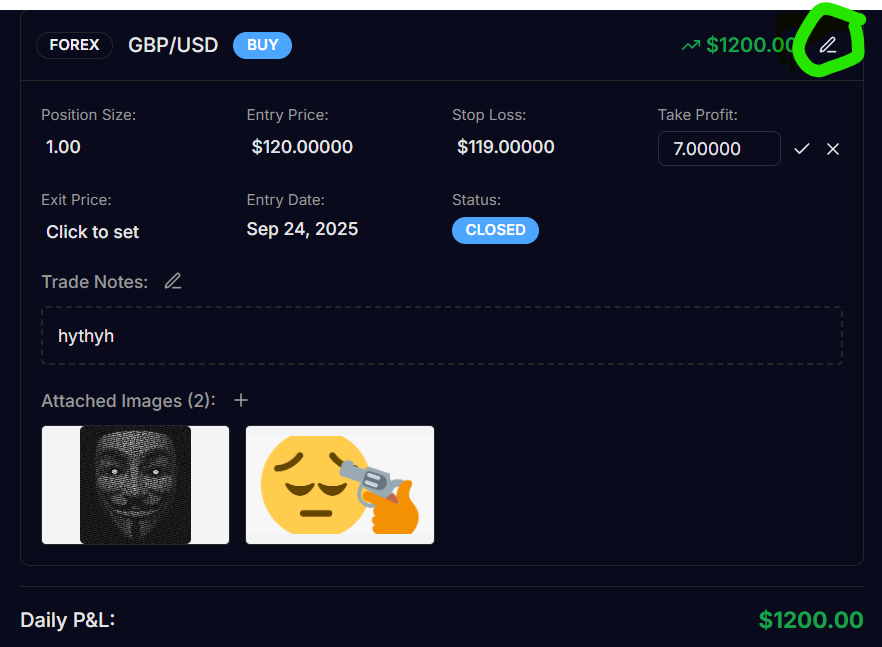 FOREX GBP/USD BUY $1200.00
Position Size: Entry Price: Stop Loss: Take Profit:
1.00 $120.00000 $119.00000 7.00000
Exit Price: Entry Date: Status:
Click to set Sep 24, 2025 CLOSED
Trade Notes:
hythyh
Attached Images (2):
Daily P&L: $1200.00